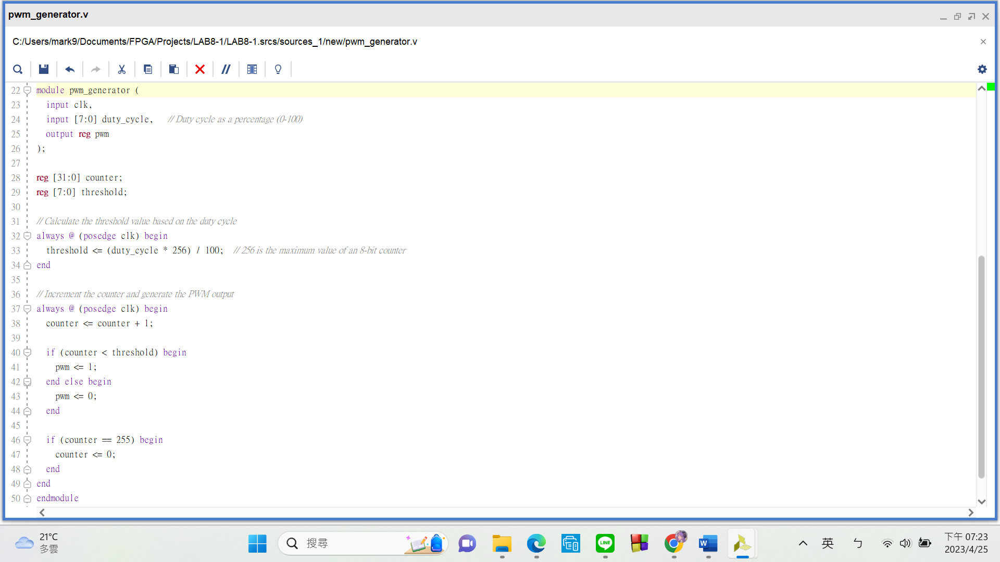 pwm_generator.v
C:/Users/mark9/Documents/FPGA/Projects/LAB8-1/LAB8-1.srcs/sources_1/new/pwm_generator.v
22 module pwm_generator (
23 input clk,
24 input [7:0] duty_cycle, // Duty cycle as a percentage (0-100)
25 output reg pwm
26 );
27
28 reg [31:0] counter;
29 reg [7:0] threshold;
30
31 // Calculate the threshold value based on the duty cycle
32 always @ (posedge clk) begin
33 threshold <= (duty_cycle * 256) / 100; // 256 is the maximum value of an 8-bit counter
34 end
35
36 // Increment the counter and generate the PWM output
37 always @ (posedge clk) begin
38 counter <= counter + 1;
39
40 if (counter < threshold) begin
41 pwm <= 1;
42 end else begin
43 pwm <= 0;
44 end
45
46 if (counter == 255) begin
47 counter <= 0;
48 end
49 end
50 endmodule
21°C
多雲
搜尋
LINE
W
英
ㄅ
下午 07:23
2023/4/25